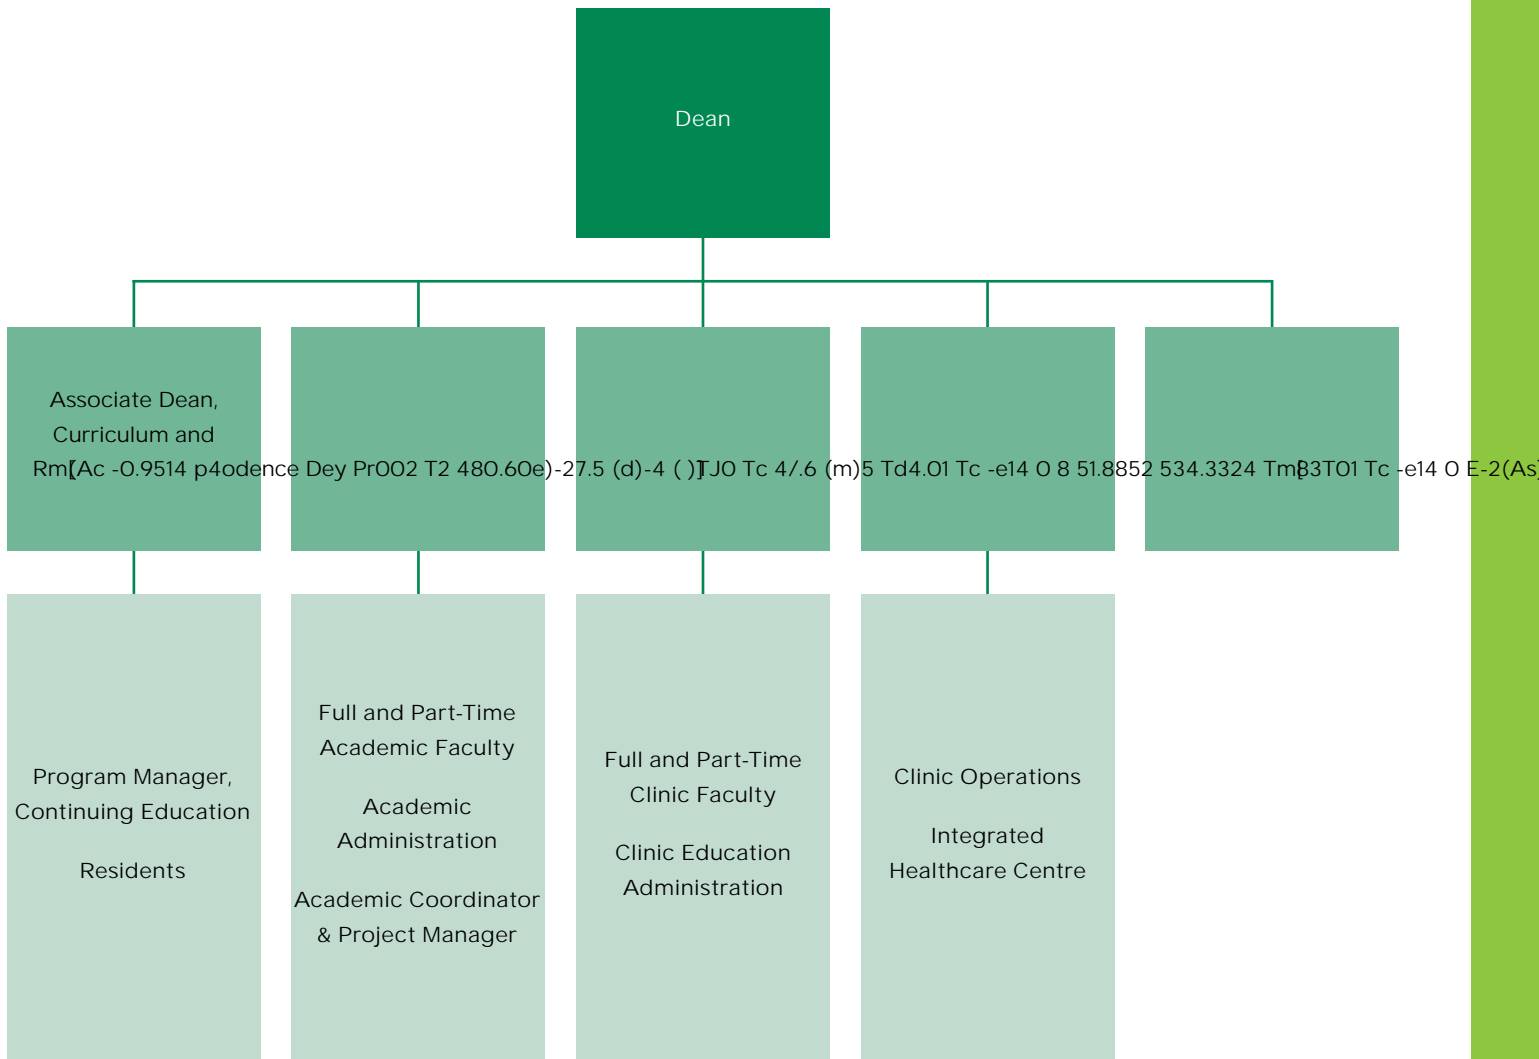 Dean
Associate Dean,
Curriculum and
Rm[Ac -0.9514 p4odence Dey Pr002 T2 480.60e)-27.5 (d)-4 ( )]TJ0 Tc 4/.6 (m)5 Td4.01 Tc -e14 0 8 51.8852 534.3324 Tm[83T01 Tc -e14 0 E-2(As)
Full and Part-Time
Academic Faculty
Full and Part-Time
Clinic Faculty
Program Manager,
Continuing Education
Clinic Operations
Academic
Administration
Integrated
Healthcare Centre
Residents
Clinic Education
Administration
Academic Coordinator
& Project Manager